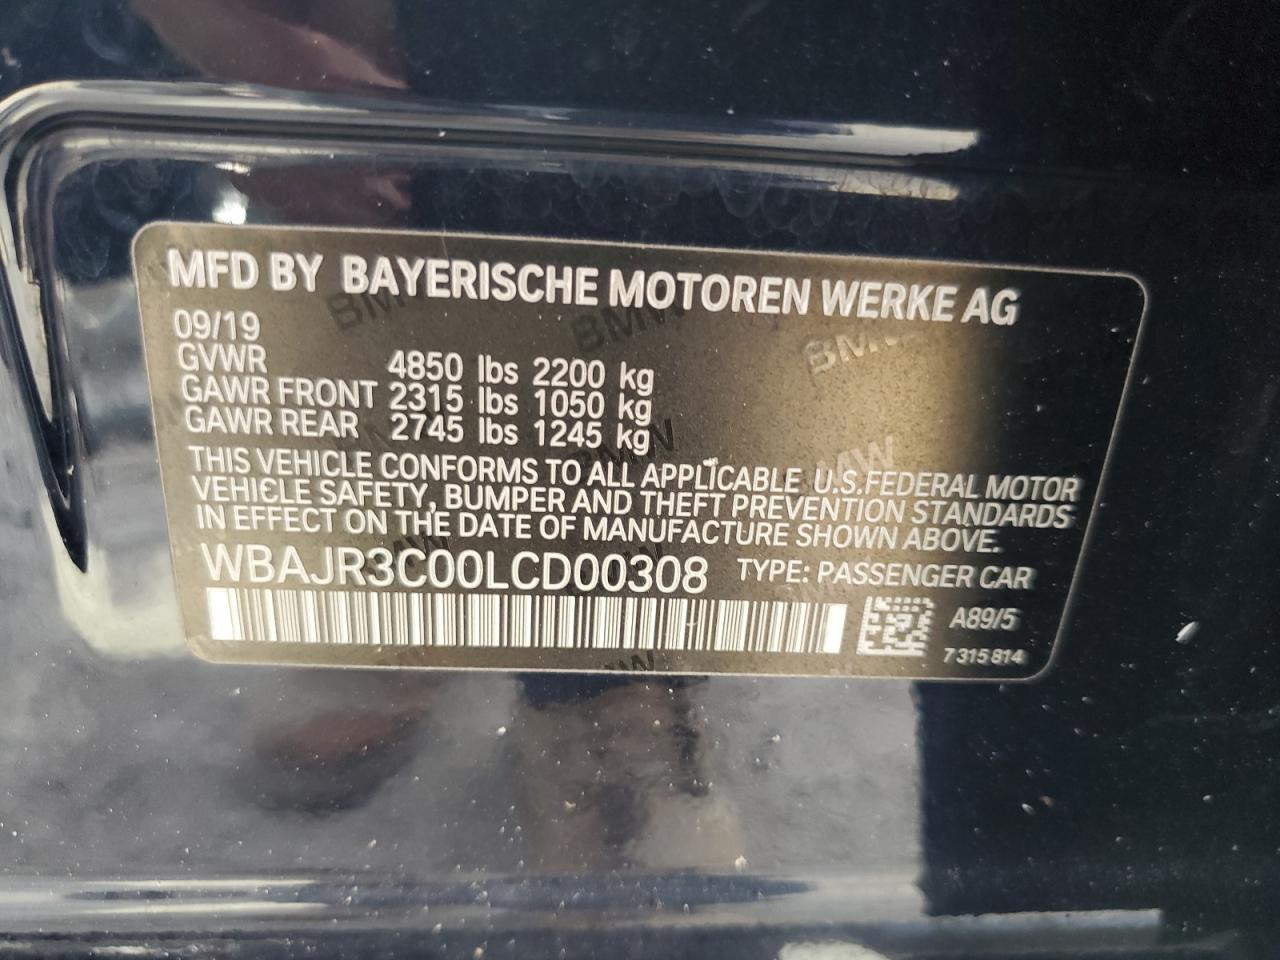 MFD BY BAYERISCHE MOTOREN WERKE AG
09/19
GVWR 4850 lbs 2200 kg
GAWR FRONT 2315 lbs 1050 kg
GAWR REAR 2745 lbs 1245 kg
THIS VEHICLE CONFORMS TO ALL APPLICABLE U.S.FEDERAL MOTOR
VEHICLE SAFETY, BUMPER AND THEFT PREVENTION STANDARDS
IN EFFECT ON THE DATE OF MANUFACTURE SHOWN ABOVE.
WBAJR3C00LCD00308 TYPE: PASSENGER CAR
A89/5
7 315 814